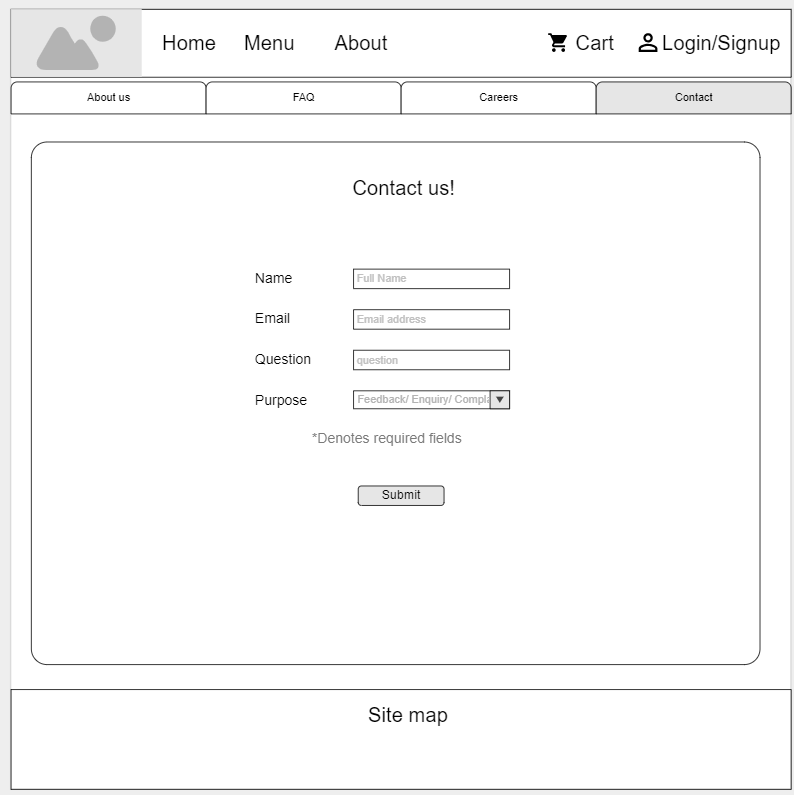 Home Menu About Cart Login/Signup
About us FAQ Careers Contact
Contact us!
Name Full Name
Email Email address
Question question
Purpose Feedback/ Enquiry/ Compla
*Denotes required fields
Submit
Site map